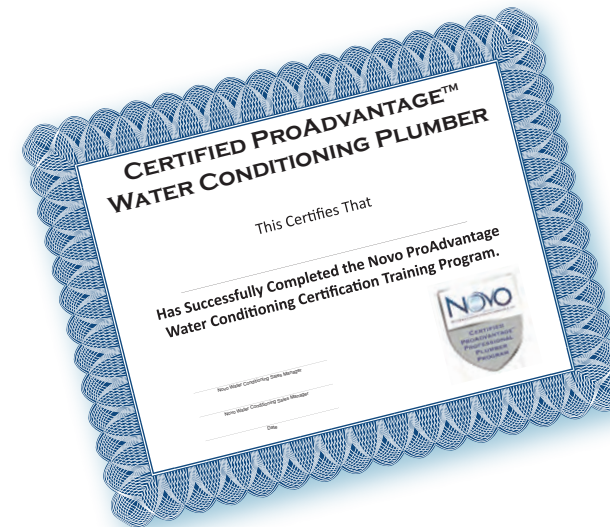 CERTIFIED PROADVANTAGE™
WATER CONDITIONING PLUMBER
This Certifies That
Has Successfully Completed the Novo ProAdvantage
Water Conditioning Certification Training Program.
NOVO
CERTIFIED
PROADVANTAGE™
PROFESSIONAL
PLUMBER
PROGRAM
Novo Water Conditioning Sales Manager
Novo Water Conditioning Sales Manager
Date